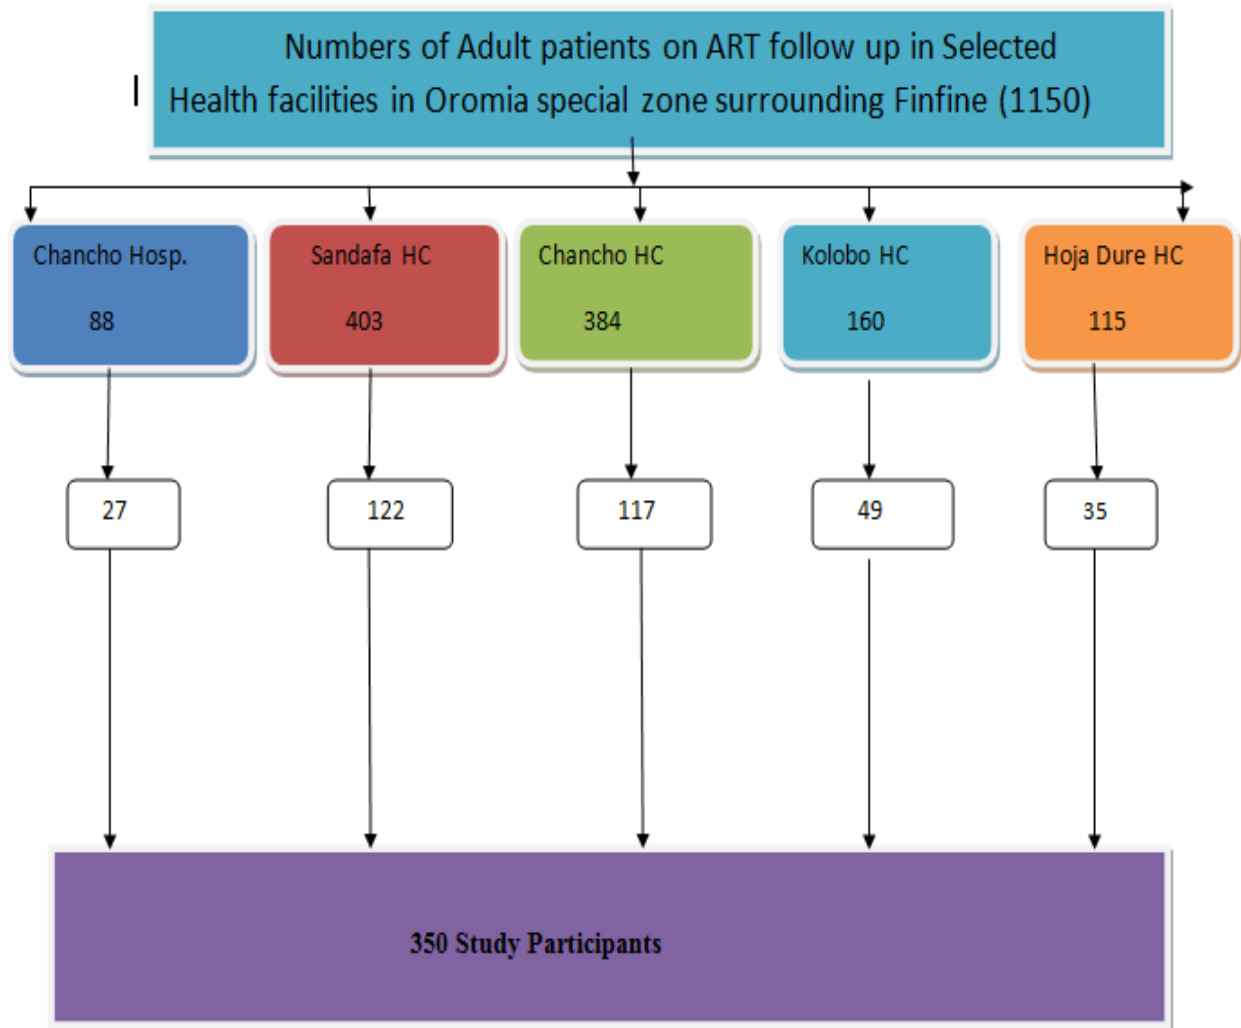 Numbers of Adult patients on ART follow up in Selected
Health facilities in Oromia special zone surrounding Finfine (1150)
Chancho Hosp.
88
Sandafa HC
403
Chancho HC
384
Kolobo HC
160
Hoja Dure HC
115
27
122
117
49
35
350 Study Participants